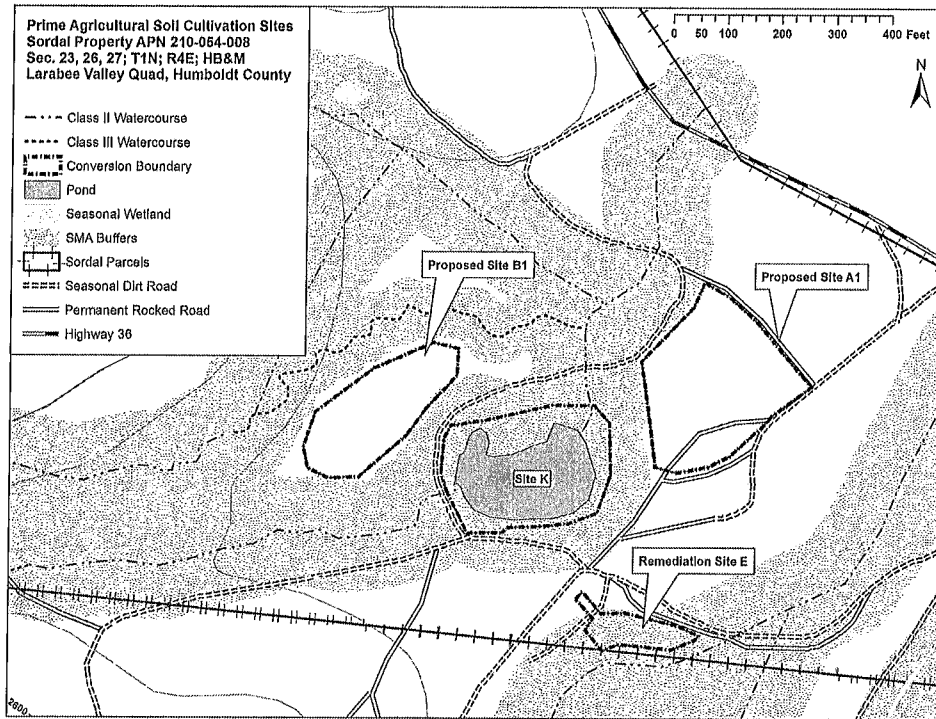 Prime Agricultural Soil Cultivation Sites
Sordal Property APN 210-054-008
Sec. 23, 26, 27; T1N; R4E; HB&M
Larabee Valley Quad, Humboldt County
Class II Watercourse
Class III Watercourse
Conversion Boundary
Pond
Seasonal Wetland
SMA Buffers
Sordal Parcels
Seasonal Dirt Road
Permanent Rocked Road
Highway 36
0 50 100 200 300 400 Feet
N
Proposed Site B1
Proposed Site A1
Site K
Remediation Site E
2600